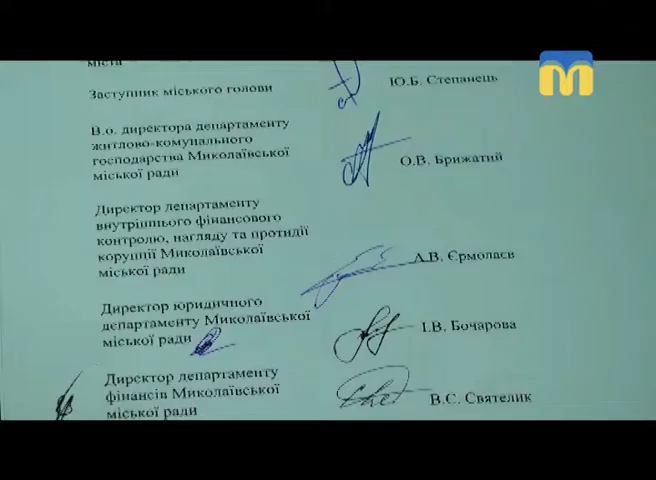 міста
Заступник міського голови
Ю.Б. Степанець
В.о. директора департаменту
житлово-комунального
господарства Миколаївської
міської ради
О.В. Брижатий
Директор департаменту
внутрішнього фінансового
контролю, нагляду та протидії
корупції Миколаївської
міської ради
А.В. Єрмолаєв
Директор юридичного
департаменту Миколаївської
міської ради
І.В. Бочарова
Директор департаменту
фінансів Миколаївської
міської ради
В.Є. Святелик
М